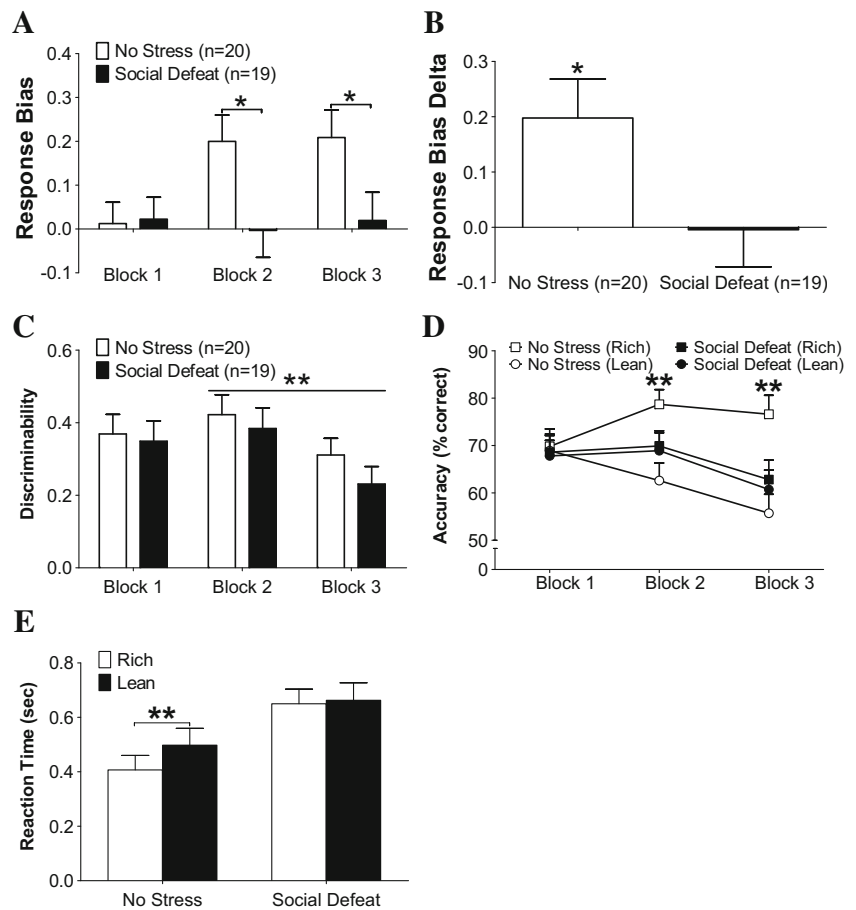 A
No Stress (n=20)
Social Defeat (n=19)
Response Bias
0.4
0.3
0.2
0.1
0.0
-0.1
*
*
Block 1
Block 2
Block 3
B
Response Bias Delta
0.3
0.2
0.1
0.0
-0.1
*
No Stress (n=20)
Social Defeat (n=19)
C
No Stress (n=20)
Social Defeat (n=19)
Discriminability
0.6
0.4
0.2
0.0
**
Block 1
Block 2
Block 3
D
No Stress (Rich)
Social Defeat (Rich)
No Stress (Lean)
Social Defeat (Lean)
Accuracy (% correct)
90
80
70
60
50
0
**
**
Block 1
Block 2
Block 3
E
Rich
Lean
Reaction Time (sec)
0.8
0.6
0.4
0.2
0.0
**
No Stress
Social Defeat